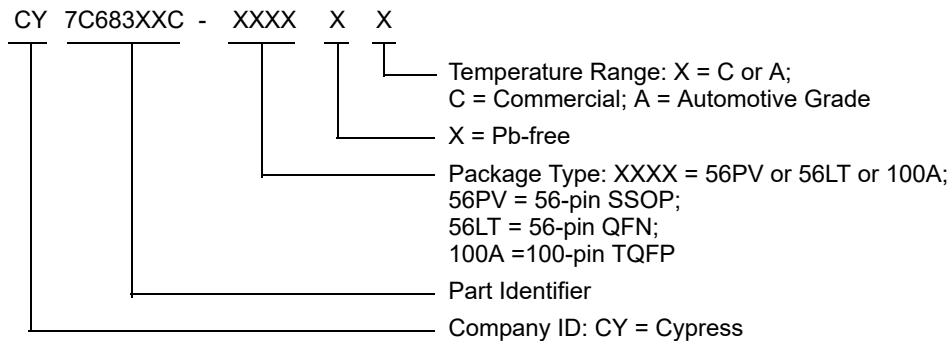 CY 7C683XXC - XXXX X X
Temperature Range: X = C or A;
C = Commercial; A = Automotive Grade
X = Pb-free
Package Type: XXXX = 56PV or 56LT or 100A;
56PV = 56-pin SSOP;
56LT = 56-pin QFN;
100A =100-pin TQFP
Part Identifier
Company ID: CY = Cypress